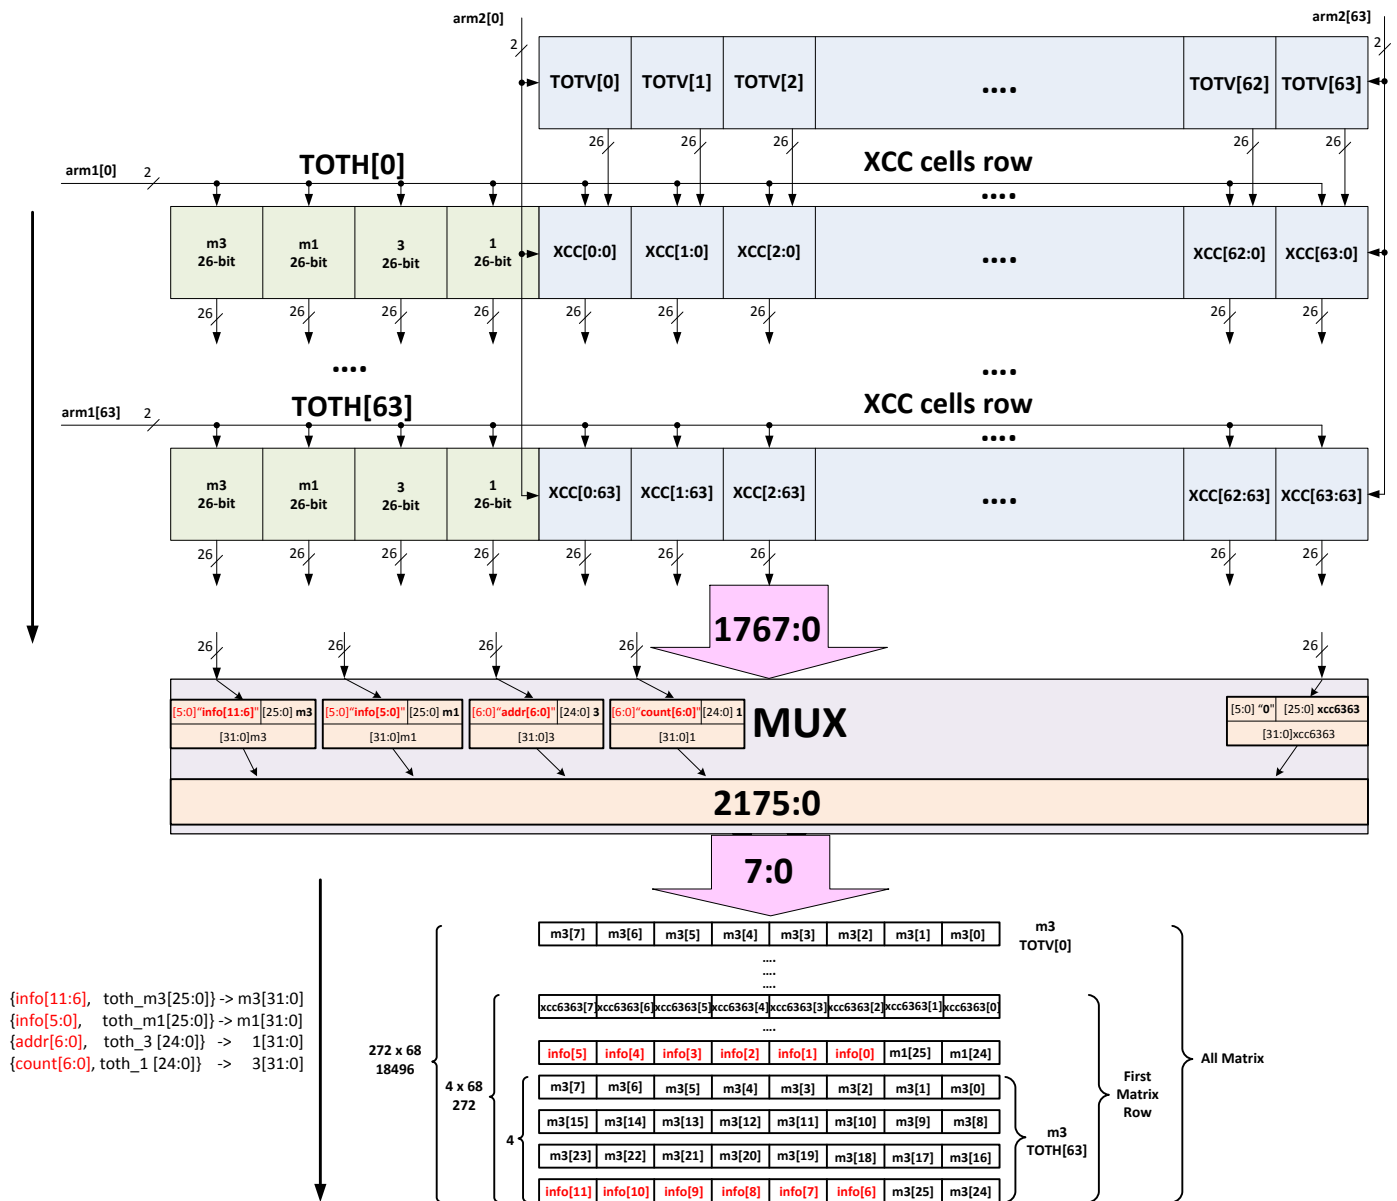 arm2[0]
arm2[63]
2
2
TOTV[0] TOTV[1] TOTV[2] .... TOTV[62] TOTV[63]
26 26 26 26 26
TOTH[0] XCC cells row
arm1[0] 2
....
m3 26-bit
m1 26-bit
3 26-bit
1 26-bit
XCC[0:0] XCC[1:0] XCC[2:0] .... XCC[62:0] XCC[63:0]
26 26 26 26 26 26 26 26 26
.... ....
TOTH[63] XCC cells row
arm1[63] 2
....
m3 26-bit
m1 26-bit
3 26-bit
1 26-bit
XCC[0:63] XCC[1:63] XCC[2:63] .... XCC[62:63] XCC[63:63]
26 26 26 26 26 26 26 26 26
1767:0
26 26 26 26 26
[5:0]"info[11:6]" [25:0] m3
[31:0]m3
[5:0]"info[5:0]" [25:0] m1
[31:0]m1
[6:0]"addr[6:0]" [24:0] 3
[31:0]3
[6:0]"count[6:0]" [24:0] 1
[31:0]1
MUX
[5:0] "0" [25:0] xcc6363
[31:0]xcc6363
2175:0
7:0
m3[7] m3[6] m3[5] m3[4] m3[3] m3[2] m3[1] m3[0]
m3
TOTV[0]
....
....
....
xcc6363[7] xcc6363[6] xcc6363[5] xcc6363[4] xcc6363[3] xcc6363[2] xcc6363[1] xcc6363[0]
....
info[5] info[4] info[3] info[2] info[1] info[0] m1[25] m1[24]
m3[7] m3[6] m3[5] m3[4] m3[3] m3[2] m3[1] m3[0]
m3[15] m3[14] m3[13] m3[12] m3[11] m3[10] m3[9] m3[8]
m3[23] m3[22] m3[21] m3[20] m3[19] m3[18] m3[17] m3[16]
info[11] info[10] info[9] info[8] info[7] info[6] m3[25] m3[24]
{info[11:6], toth_m3[25:0]} -> m3[31:0]
{info[5:0], toth_m1[25:0]} -> m1[31:0]
{addr[6:0], toth_3 [24:0]} -> 1[31:0]
{count[6:0], toth_1 [24:0]} -> 3[31:0]
272 x 68
18496
4 x 68
272
4
m3
TOTH[63]
First
Matrix
Row
All Matrix